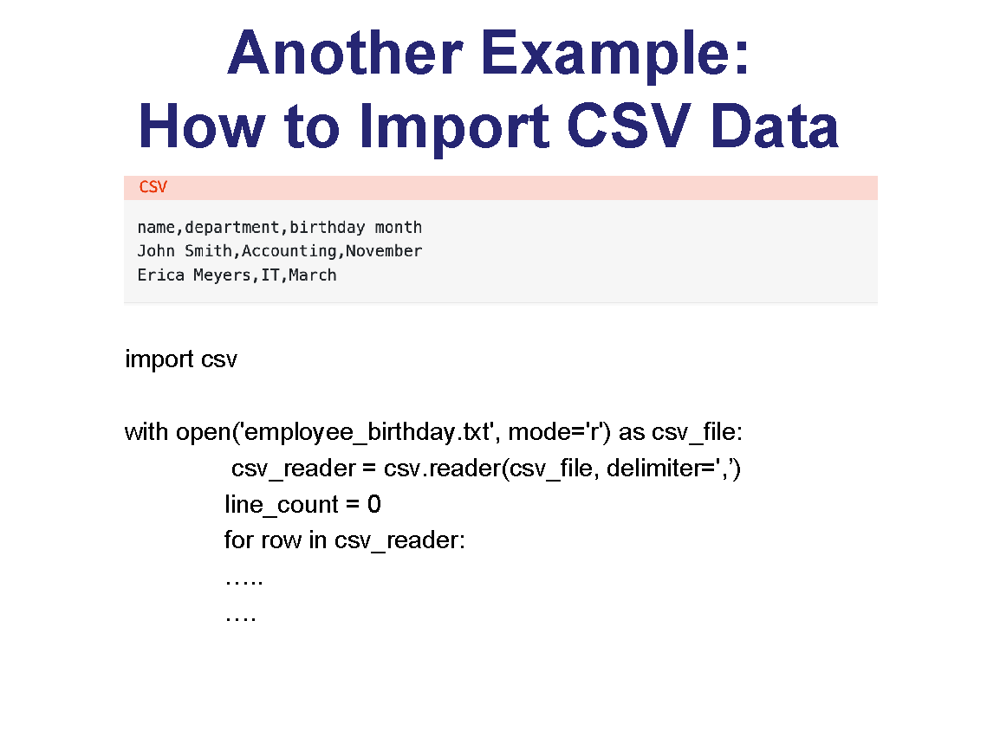 Another Example:
How to Import CSV Data
CSV
name,department,birthday month
John Smith,Accounting,November
Erica Meyers,IT,March
import csv
with open('employee_birthday.txt', mode='r') as csv_file:
csv_reader = csv.reader(csv_file, delimiter=',’)
line_count = 0
for row in csv_reader:
…..
….